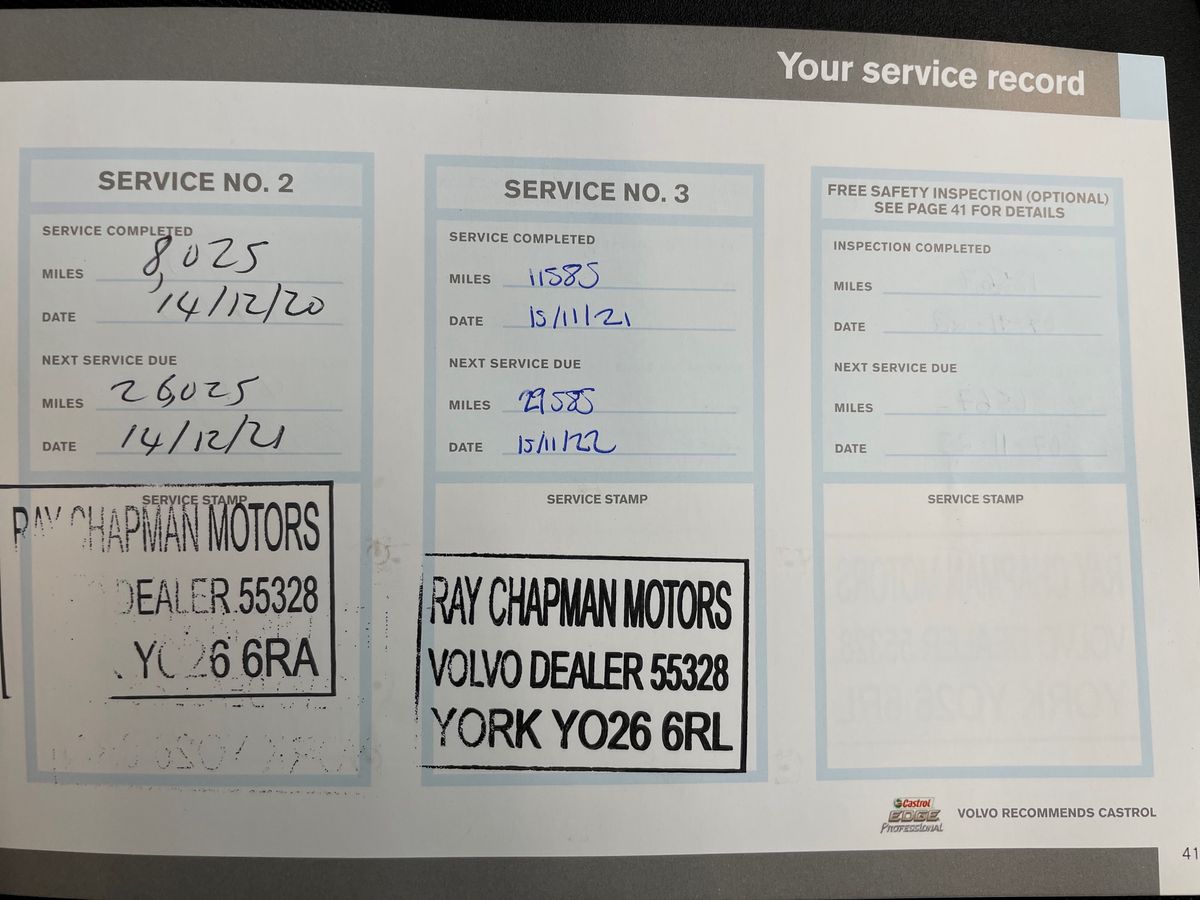 Your service record
SERVICE NO. 2
SERVICE COMPLETED
MILES 8,025
DATE 14/12/20
NEXT SERVICE DUE
MILES 26,025
DATE 14/12/21
SERVICE STAMP
RAY CHAPMAN MOTORS
DEALER 55328
YO26 6RA
SERVICE NO. 3
SERVICE COMPLETED
MILES 11585
DATE 15/11/21
NEXT SERVICE DUE
MILES 29585
DATE 15/11/22
SERVICE STAMP
RAY CHAPMAN MOTORS
VOLVO DEALER 55328
YORK YO26 6RL
FREE SAFETY INSPECTION (OPTIONAL)
SEE PAGE 41 FOR DETAILS
INSPECTION COMPLETED
MILES
DATE
NEXT SERVICE DUE
MILES
DATE
SERVICE STAMP
Castrol
EDGE
PROFESSIONAL
VOLVO RECOMMENDS CASTROL
41